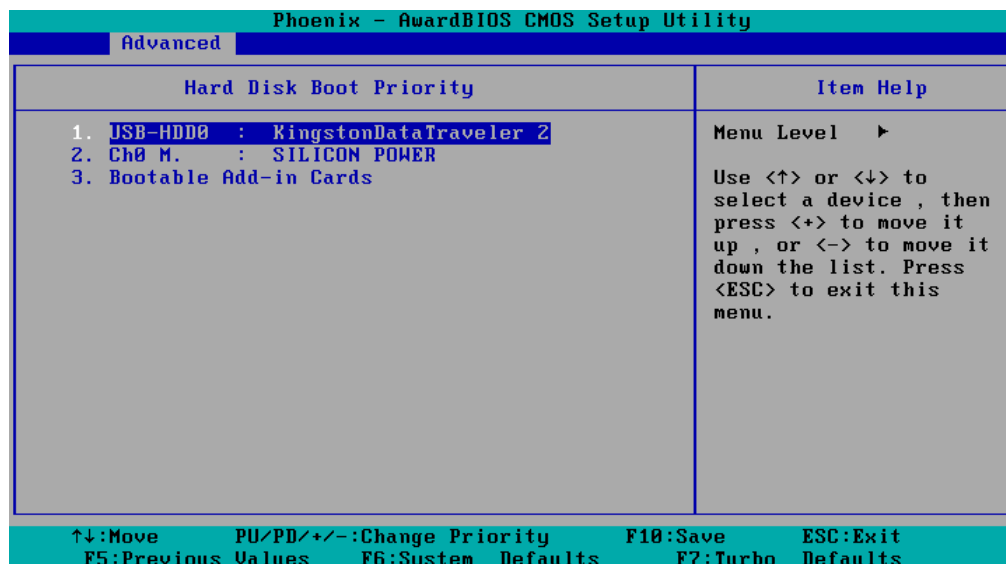 Phoenix - AwardBIOS CMOS Setup Utility
Advanced
Hard Disk Boot Priority
1. USB-HDD0 : KingstonDataTraveler 2
2. Ch0 M. : SILICON POWER
3. Bootable Add-in Cards
Item Help
Menu Level ▶
Use <↑> or <↓> to
select a device , then
press <+> to move it
up , or <-> to move it
down the list. Press
<ESC> to exit this
menu.
↑↓:Move PU/PD/+/-:Change Priority F10:Save ESC:Exit
F5:Previous Values F6:System Defaults F7:Turbo Defaults